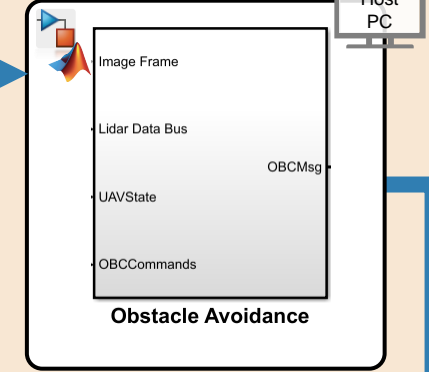 Host
PC
Image Frame
Lidar Data Bus
OBCMsg
UAVState
OBCCommands
Obstacle Avoidance